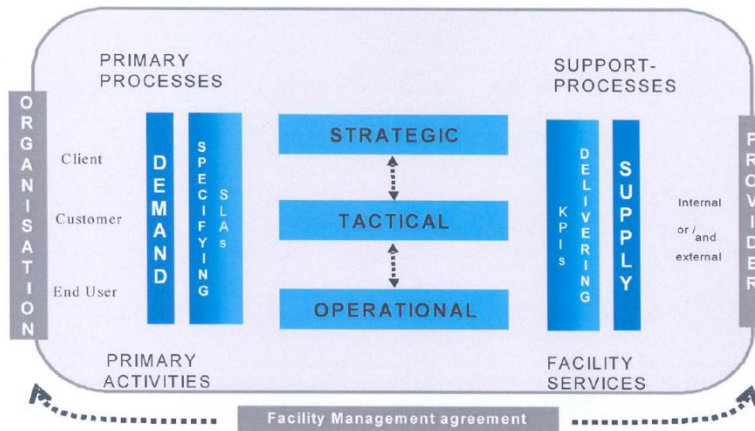 PRIMARY
PROCESSES
SUPPORT-
PROCESSES
ORGANISATION
Client
Customer
End User
DEMAND
SPECIFYING
SLAs
STRATEGIC
TACTICAL
OPERATIONAL
KPIs
DELIVERING
SUPPLY
Internal
or / and
external
PROVIDER
PRIMARY
ACTIVITIES
FACILITY
SERVICES
Facility Management agreement